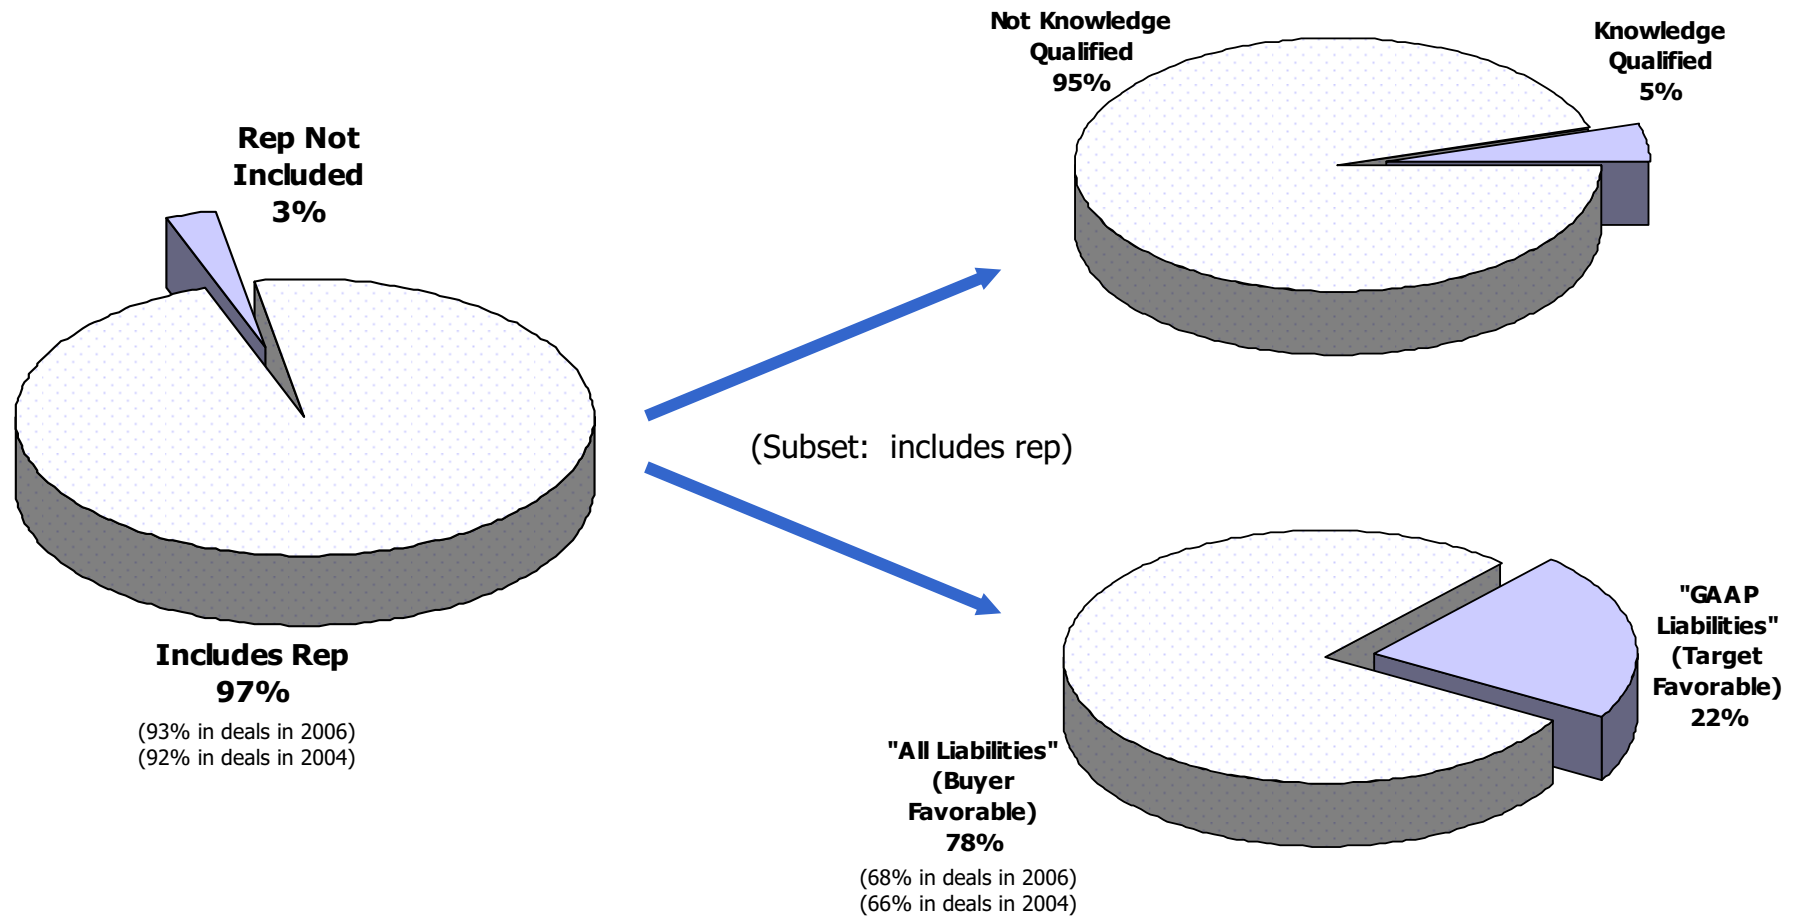 Rep Not
Included
3%
Includes Rep
97%
(93% in deals in 2006)
(92% in deals in 2004)
(Subset:  includes rep)
Not Knowledge
Qualified
95%
Knowledge
Qualified
5%
"All Liabilities"
(Buyer
Favorable)
78%
(68% in deals in 2006)
(66% in deals in 2004)
"GAAP
Liabilities"
(Target
Favorable)
22%